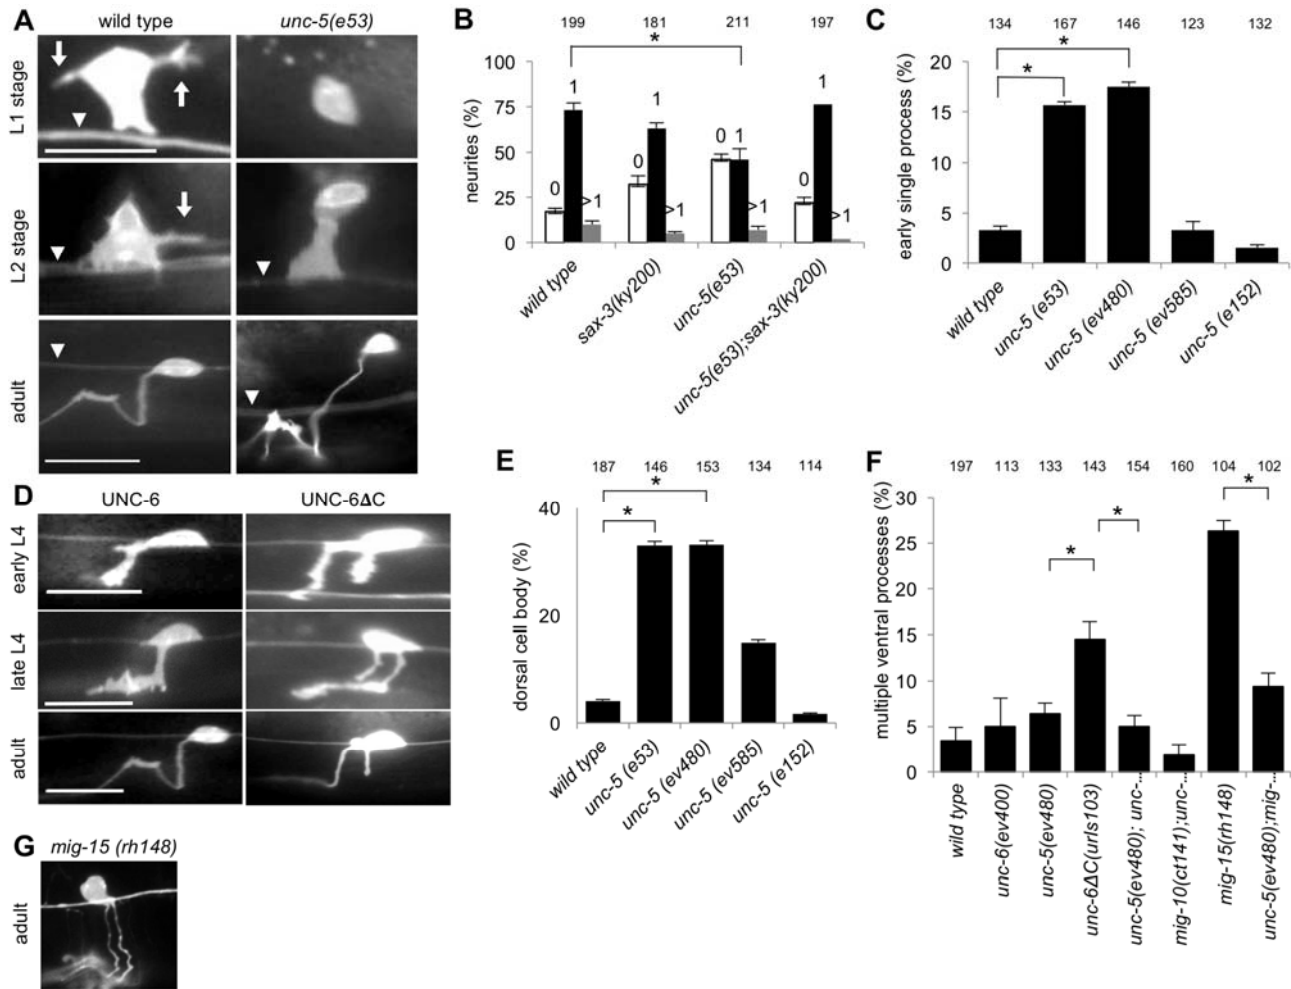 A
wild type
unc-5(e53)
L1 stage
L2 stage
adult
B
199
181
211
197
*
neurites (%)
100
75
50
25
0
0
1
>1
0
1
>1
0
1
>1
0
1
>1
wild type
sax-3(ky200)
unc-5(e53)
unc-5(e53);sax-3(ky200)
C
134
167
146
123
132
*
*
early single process (%)
20
15
10
5
0
wild type
unc-5 (e53)
unc-5 (ev480)
unc-5 (ev585)
unc-5 (e152)
D
UNC-6
UNC-6ΔC
early L4
late L4
adult
E
187
146
153
134
114
*
*
dorsal cell body (%)
40
20
0
wild type
unc-5 (e53)
unc-5 (ev480)
unc-5 (ev585)
unc-5 (e152)
F
197
113
133
143
154
160
104
102
*
*
*
multiple ventral processes (%)
30
25
20
15
10
5
0
wild type
unc-6(ev400)
unc-5(ev480)
unc-6ΔC(urIs103)
unc-5(ev480); unc-...
mig-10(ct141);unc-...
mig-15(rh148)
unc-5(ev480);mig-...
G
mig-15 (rh148)
adult